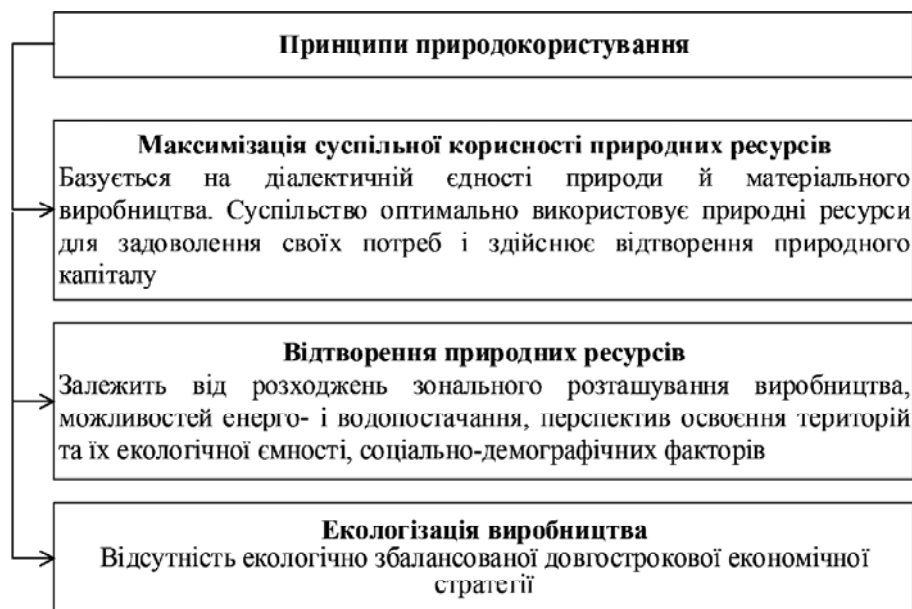 Принципи природокористування
Максимізація суспільної корисності природних ресурсів
Базується на діалектичній єдності природи й матеріального
виробництва. Суспільство оптимально використовує природні ресурси
для задоволення своїх потреб і здійснює відтворення природного
капіталу
Відтворення природних ресурсів
Залежить від розходжень зонального розташування виробництва,
можливостей енерго- і водопостачання, перспектив освоєння територій
та їх екологічної ємності, соціально-демографічних факторів
Екологізація виробництва
Відсутність екологічно збалансованої довгострокової економічної
стратегії